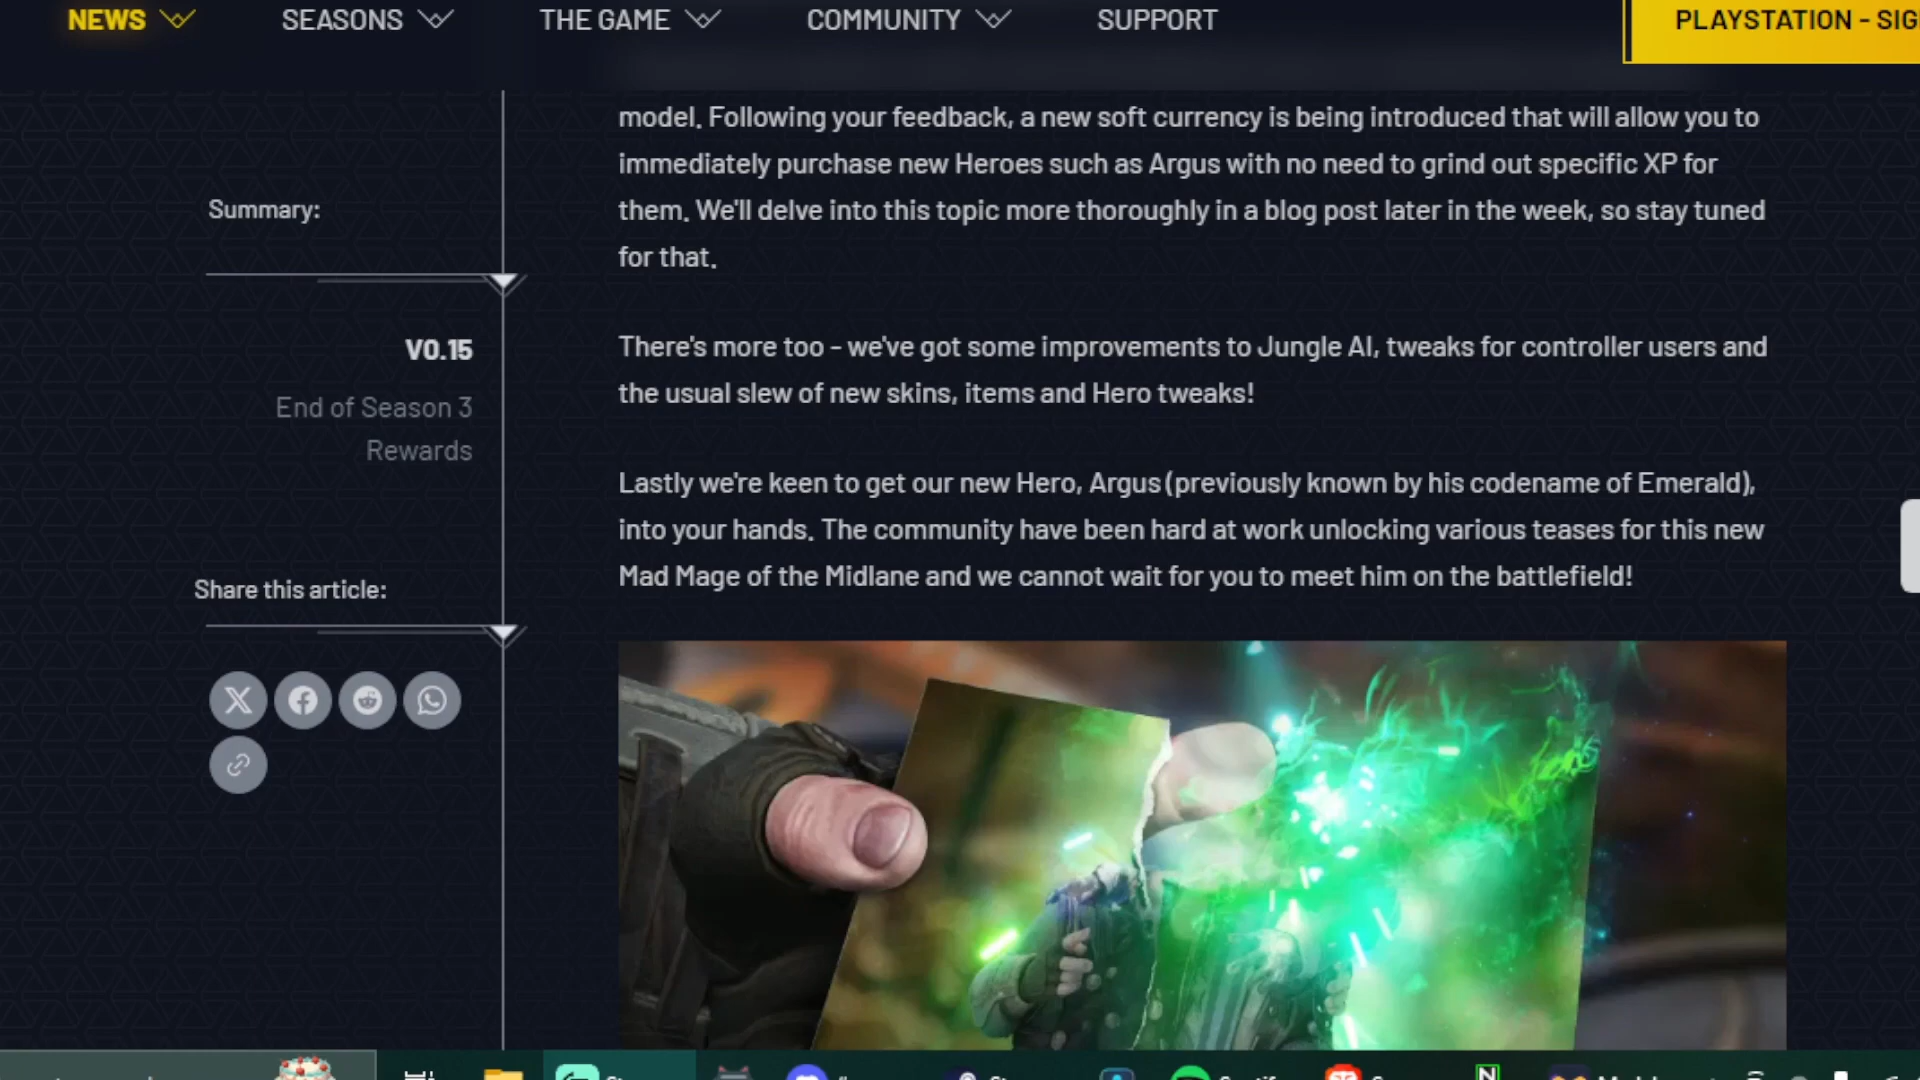 NEWS SEASONS THE GAME COMMUNITY SUPPORT PLAYSTATION - SIG
model. Following your feedback, a new soft currency is being introduced that will allow you to
immediately purchase new Heroes such as Argus with no need to grind out specific XP for
them. We'll delve into this topic more thoroughly in a blog post later in the week, so stay tuned
for that.
Summary:
V0.15
End of Season 3
Rewards
There's more too - we've got some improvements to Jungle AI, tweaks for controller users and
the usual slew of new skins, items and Hero tweaks!
Lastly we're keen to get our new Hero, Argus (previously known by his codename of Emerald),
into your hands. The community have been hard at work unlocking various teases for this new
Mad Mage of the Midlane and we cannot wait for you to meet him on the battlefield!
Share this article: